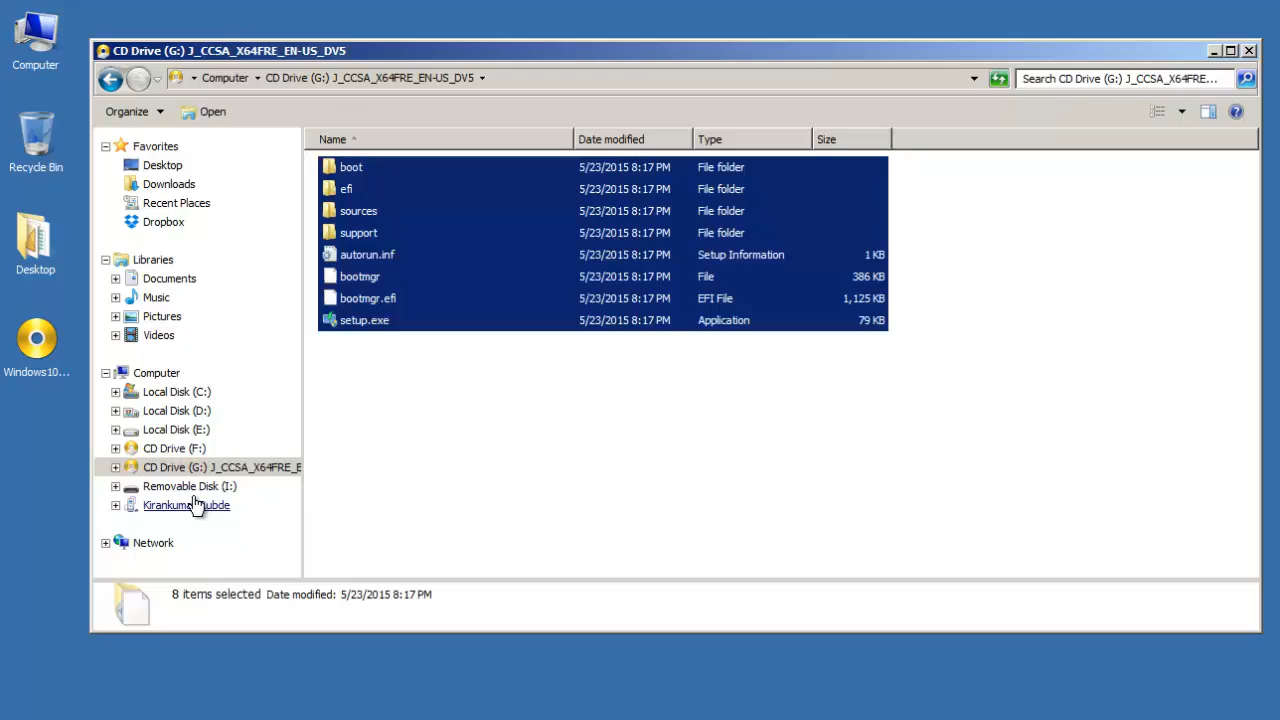 Computer
Recycle Bin
Desktop
Windows10...
CD Drive (G:) J_CCSA_X64FRE_EN-US_DV5
Computer CD Drive (G:) J_CCSA_X64FRE_EN-US_DV5
Search CD Drive (G:) J_CCSA_X64FRE...
Organize Open
Favorites
Desktop
Downloads
Recent Places
Dropbox
Libraries
Documents
Music
Pictures
Videos
Computer
Local Disk (C:)
Local Disk (D:)
Local Disk (E:)
CD Drive (F:)
CD Drive (G:) J_CCSA_X64FRE_E
Removable Disk (I:)
Network
Name Date modified Type Size
boot 5/23/2015 8:17 PM File folder
efi 5/23/2015 8:17 PM File folder
sources 5/23/2015 8:17 PM File folder
support 5/23/2015 8:17 PM File folder
autorun.inf 5/23/2015 8:17 PM Setup Information 1 KB
bootmgr 5/23/2015 8:17 PM File 386 KB
bootmgr.efi 5/23/2015 8:17 PM EFI File 1,125 KB
setup.exe 5/23/2015 8:17 PM Application 79 KB
8 items selected Date modified: 5/23/2015 8:17 PM